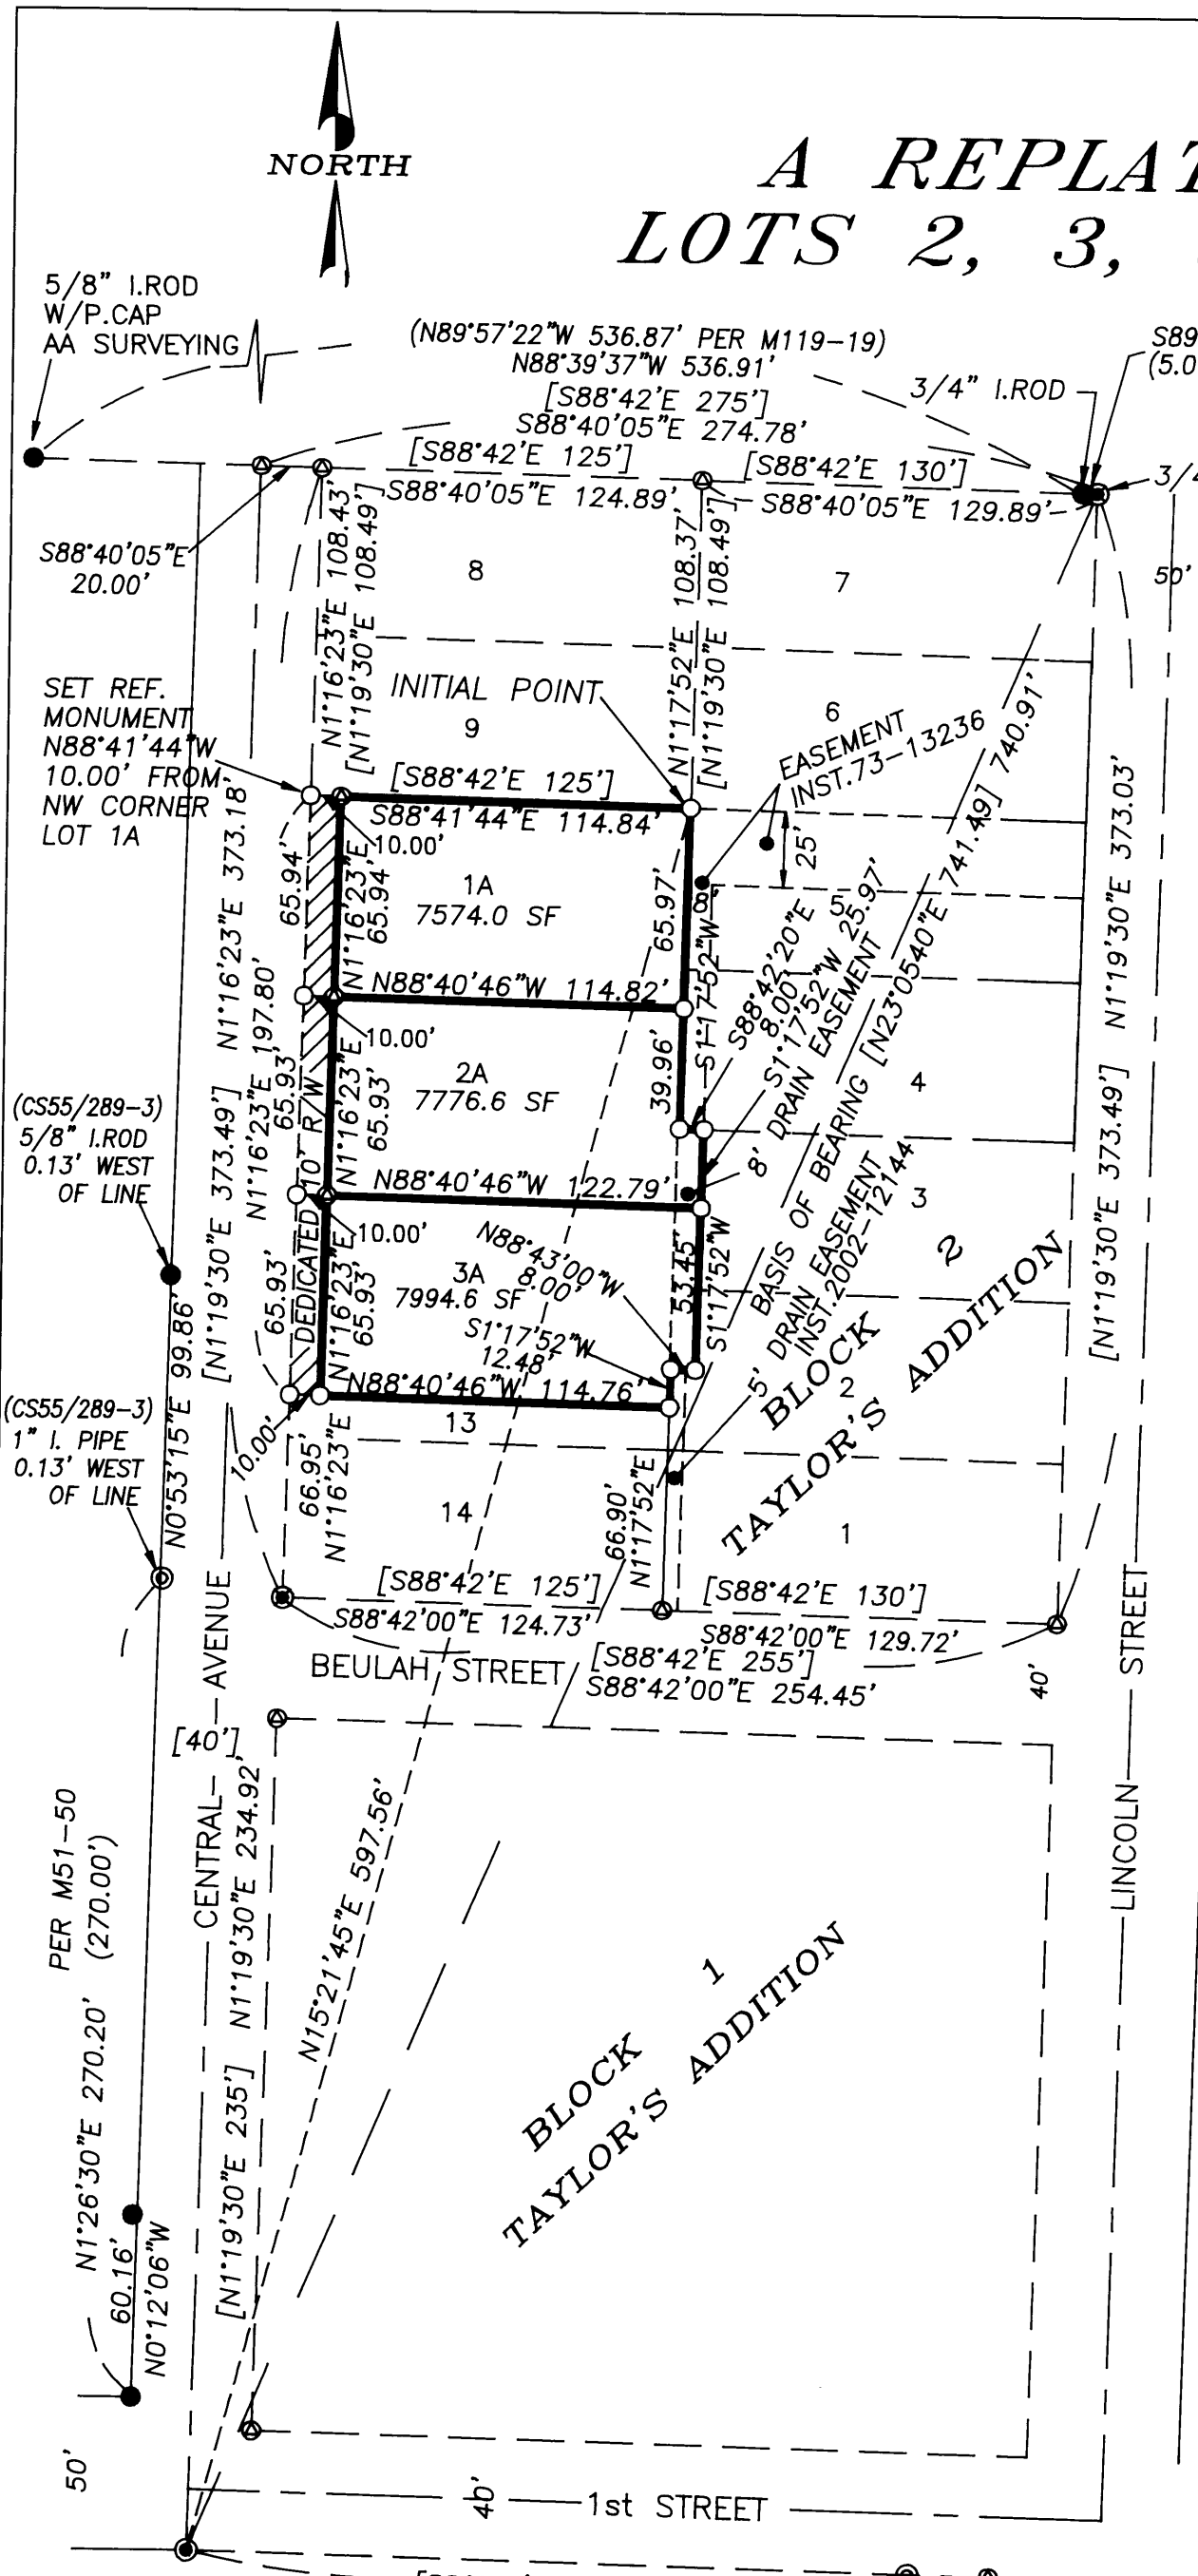 NORTH
A REPLAT
LOTS 2, 3,
5/8" I.ROD
W/P.CAP
AA SURVEYING
(N89°57'22"W 536.87' PER M119-19)
N88°39'37"W 536.91'
[S88°42'E 275']
S88°40'05"E 274.78'
3/4" I.ROD
S89
(5.0
3/4
[S88°42'E 125']
S88°40'05"E 124.89'
[S88°42'E 130']
S88°40'05"E 129.89'
S88°40'05"E
20.00'
N1°16'23"E 108.43'
[N1°19'30"E 108.49']
8
N1°17'52"E 108.37'
[N1°19'30"E 108.49']
7
50'
SET REF.
MONUMENT
N88°41'44"W
10.00' FROM
NW CORNER
LOT 1A
INITIAL POINT
9
6
EASEMENT
INST.73-13236
[S88°42'E 125']
S88°41'44"E 114.84'
10.00'
25'
65.94'
N1°16'23"E
65.94'
1A
7574.0 SF
65.97'
8'
5
S1°17'52"W
N88°40'46"W 114.82'
10.00'
S88°42'20"E
8.00'
S1°17'52"W 25.97'
8' DRAIN EASEMENT
BASIS OF BEARING [N23°0540"E 741.49] 740.91'
[N1°19'30"E 373.49'] N1°19'30"E 373.03'
[N1°19'30"E 373.49'] N1°16'23"E 373.18'
N1°16'23"E 197.80'
65.93'
DEDICATED 10' R/W
N1°16'23"E
65.93'
2A
7776.6 SF
39.96'
4
(CS55/289-3)
5/8" I.ROD
0.13' WEST
OF LINE
N88°40'46"W 122.79'
10.00'
65.93'
N1°16'23"E
65.93'
3A
7994.6 SF
N88°43'00"W
8.00'
53.45'
S1°17'52"W
S1°17'52"W
12.48'
3
5' DRAIN EASEMENT
INST.2002-12144
BLOCK 2
TAYLOR'S ADDITION
2
N88°40'46"W 114.76'
13
10.00'
(CS55/289-3)
1" I. PIPE
0.13' WEST
OF LINE
N0°53'15"E 99.86'
66.95'
N1°16'23"E
14
66.90'
N1°17'52"E
1
[S88°42'E 125']
S88°42'00"E 124.73'
[S88°42'E 130']
S88°42'00"E 129.72'
BEULAH STREET
[S88°42'E 255']
S88°42'00"E 254.45'
40'
[40']
CENTRAL AVENUE
LINCOLN STREET
PER M51-50
(270.00')
N1°26'30"E 270.20'
[N1°19'30"E 235'] N1°19'30"E 234.92'
N15°21'45"E 597.56'
BLOCK 1
TAYLOR'S ADDITION
60.16'
N0°12'06"W
50'
40'
1st STREET